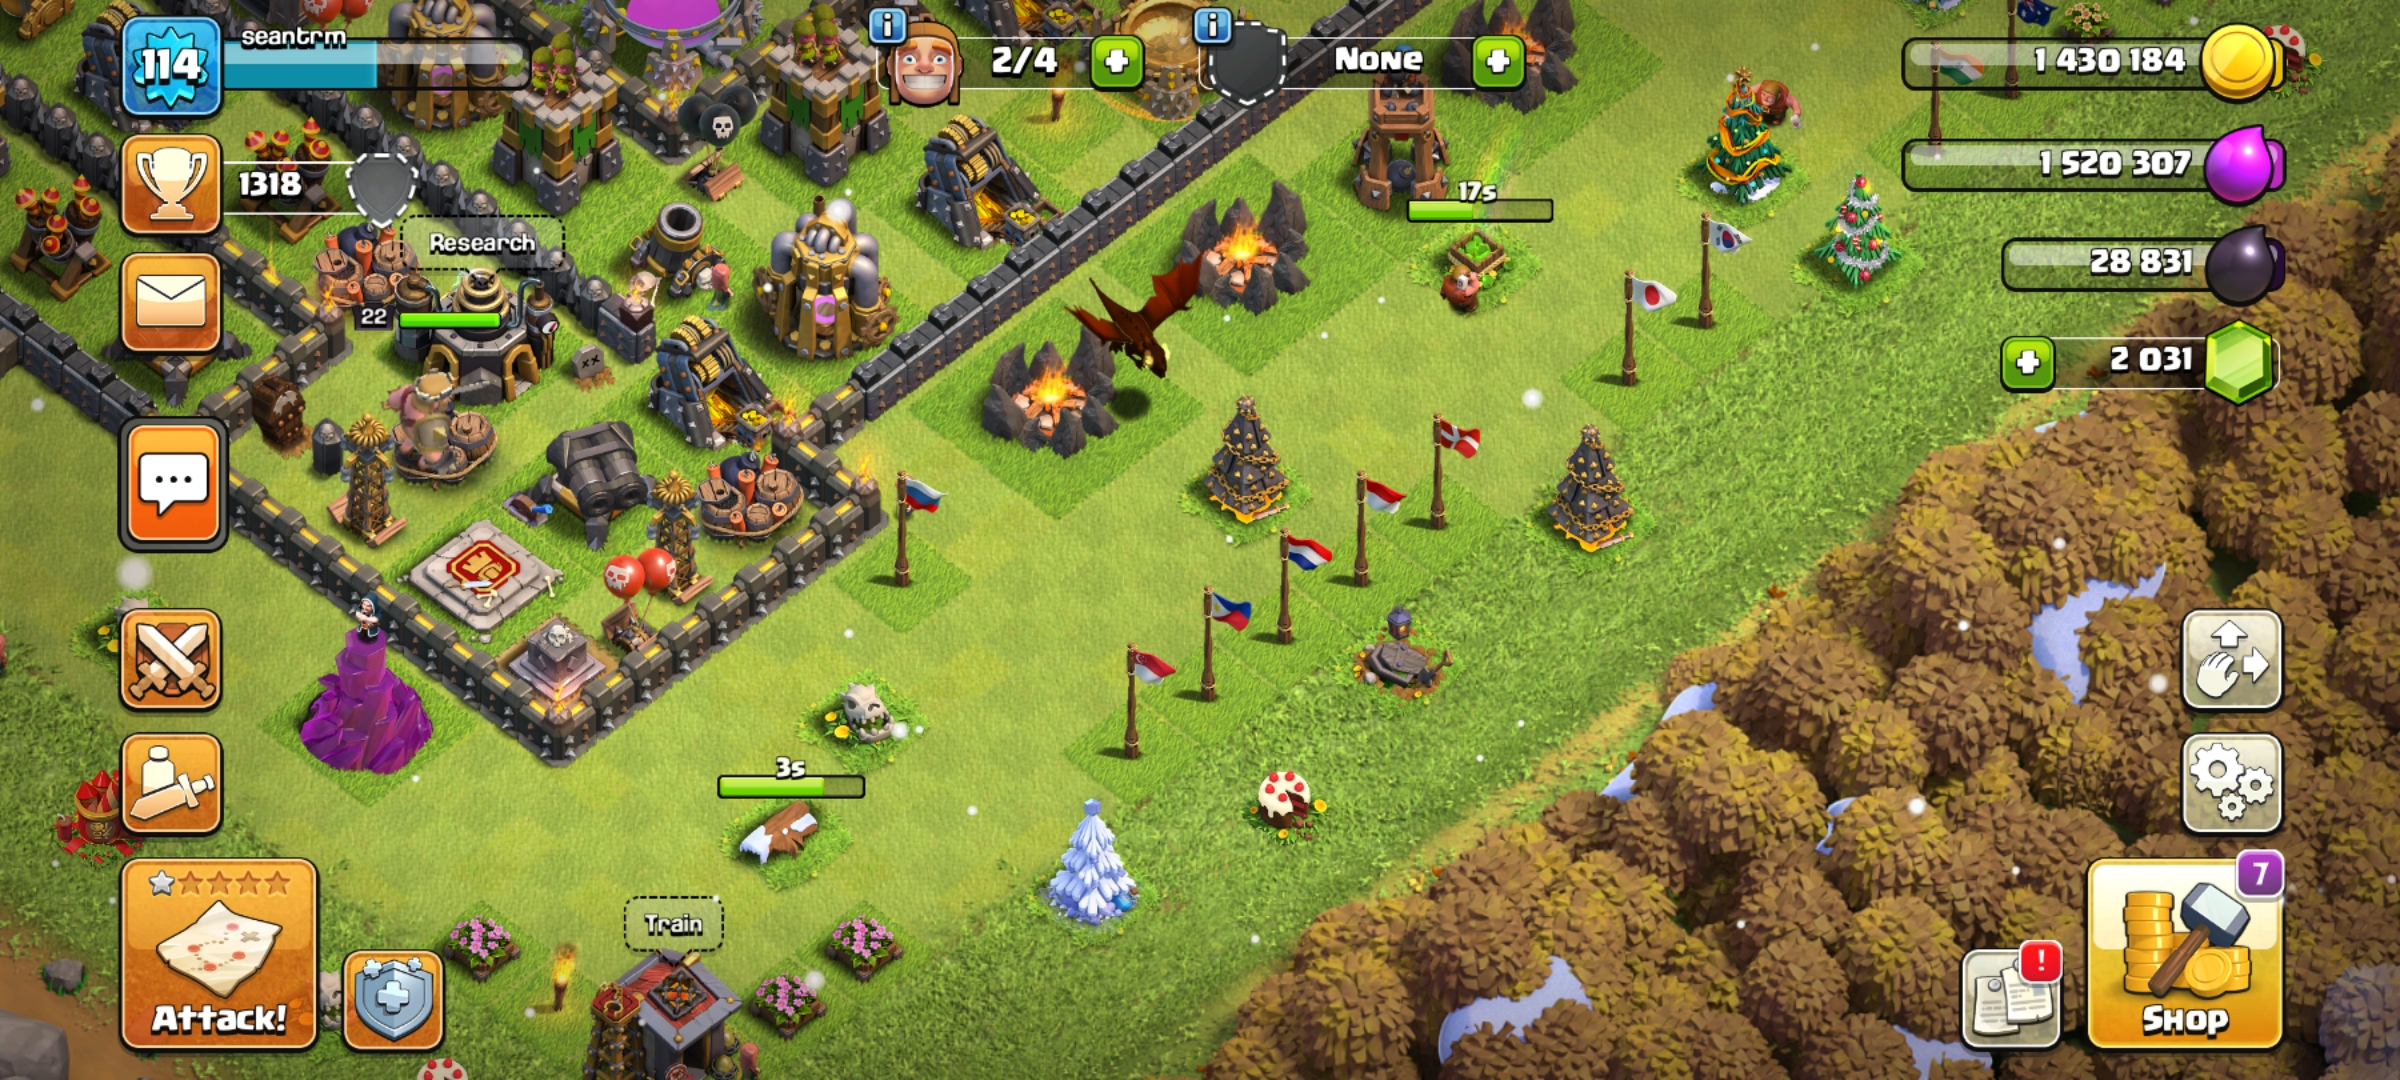 114
seantrm
2/4
None
1 430 184
1318
1 520 307
17s
Research
28 831
22
XX
2 031
3s
7
Train
!
Attack!
Shop